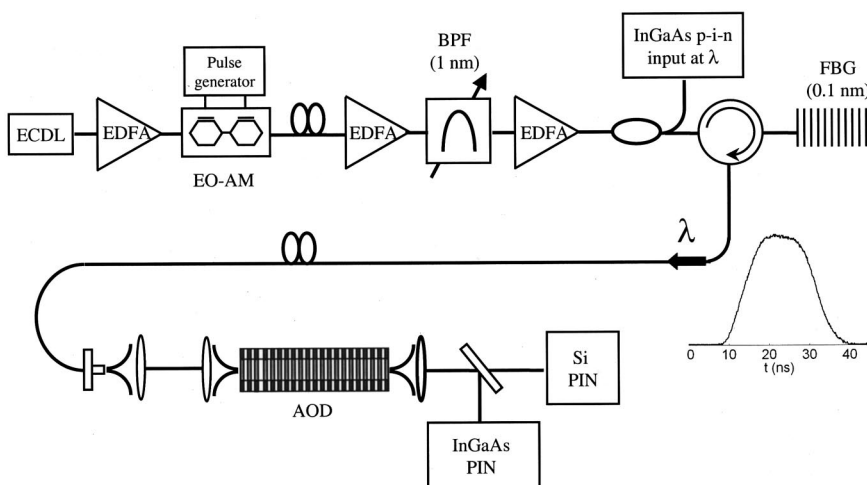 Pulse
generator
BPF
(1 nm)
InGaAs p-i-n
input at λ
FBG
(0.1 nm)
ECDL
EDFA
EDFA
EDFA
EO-AM
λ
AOD
Si
PIN
InGaAs
PIN
0 10 20 30 40
t (ns)